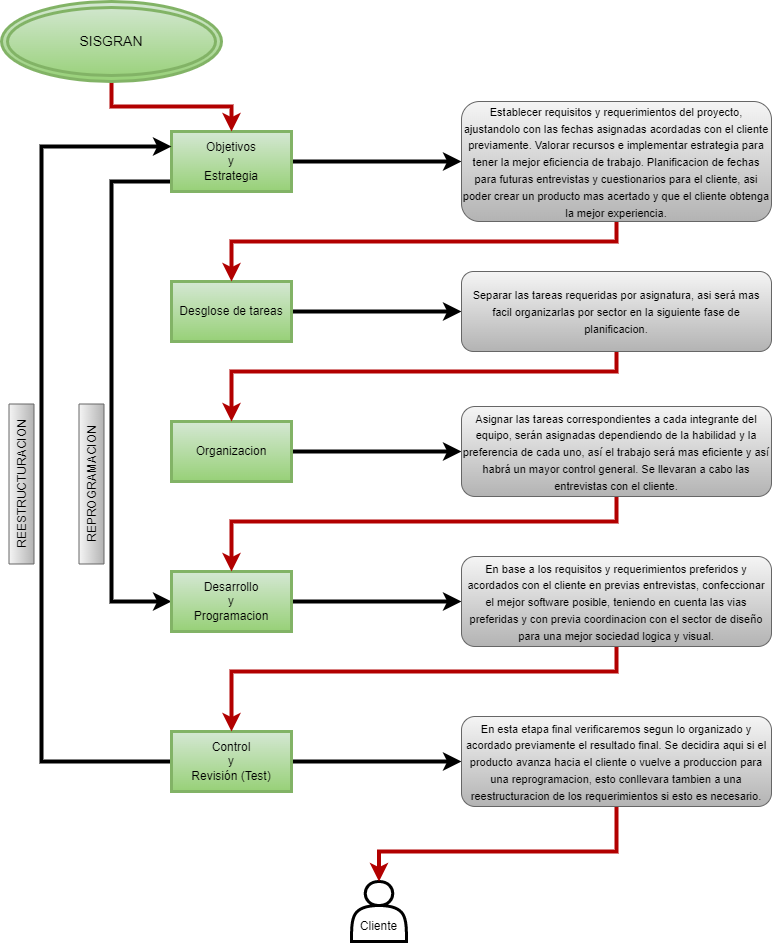 SISGRAN
Objetivos
y
Estrategia
Establecer requisitos y requerimientos del proyecto,
ajustandolo con las fechas asignadas acordadas con el cliente
previamente. Valorar recursos e implementar estrategia para
tener la mejor eficiencia de trabajo. Planificacion de fechas
para futuras entrevistas y cuestionarios para el cliente, asi
poder crear un producto mas acertado y que el cliente obtenga
la mejor experiencia.
Desglose de tareas
Separar las tareas requeridas por asignatura, asi será mas
facil organizarlas por sector en la siguiente fase de
planificacion.
REESTRUCTURACION
REPROGRAMACION
Organizacion
Asignar las tareas correspondientes a cada integrante del
equipo, serán asignadas dependiendo de la habilidad y la
preferencia de cada uno, así el trabajo será mas eficiente y así
habrá un mayor control general. Se llevaran a cabo las
entrevistas con el cliente.
Desarrollo
y
Programacion
En base a los requisitos y requerimientos preferidos y
acordados con el cliente en previas entrevistas, confeccionar
el mejor software posible, teniendo en cuenta las vias
preferidas y con previa coordinacion con el sector de diseño
para una mejor sociedad logica y visual.
Control
y
Revisión (Test)
En esta etapa final verificaremos segun lo organizado y
acordado previamente el resultado final. Se decidira aqui si el
producto avanza hacia el cliente o vuelve a produccion para
una reprogramacion, esto conllevara tambien a una
reestructuracion de los requerimientos si esto es necesario.
Cliente